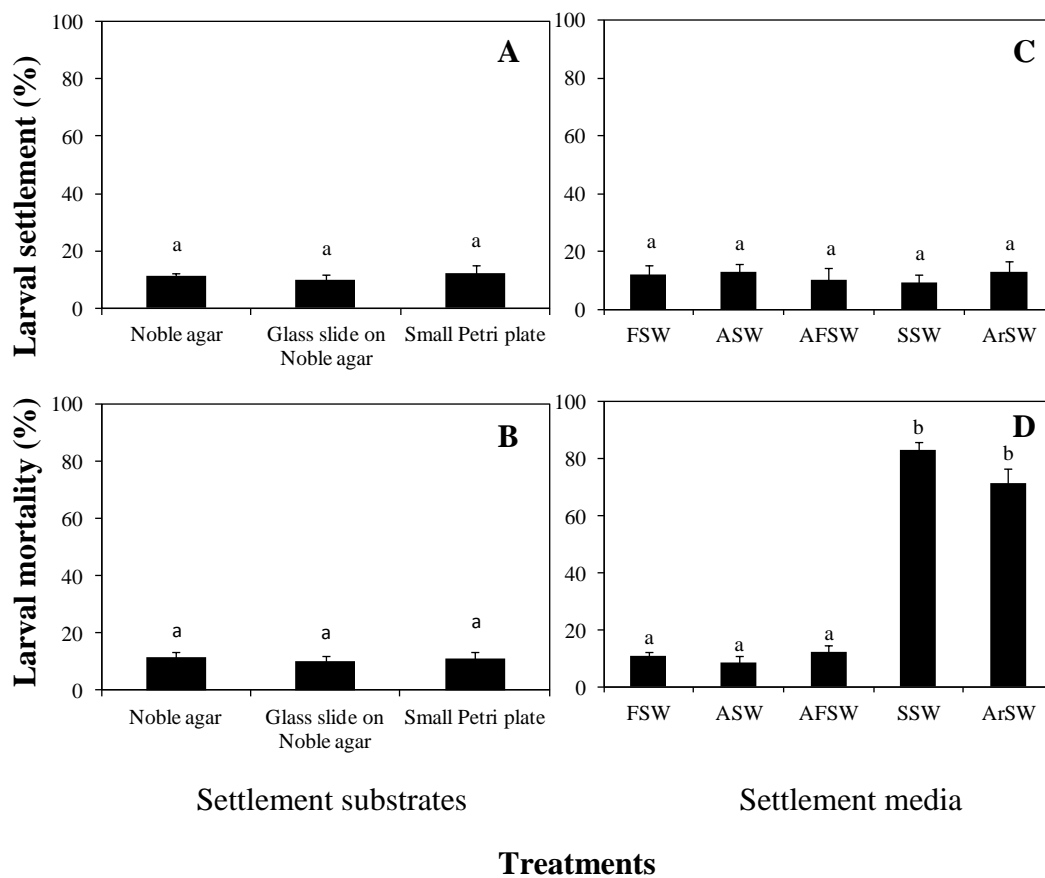 Larval settlement (%)
100
80
60
40
20
0
A
a
a
a
Noble agar
Glass slide on
Noble agar
Small Petri plate
100
80
60
40
20
0
C
a
a
a
a
a
FSW
ASW
AFSW
SSW
ArSW
Larval mortality (%)
100
80
60
40
20
0
B
a
a
a
Noble agar
Glass slide on
Noble agar
Small Petri plate
100
80
60
40
20
0
D
a
a
a
b
b
FSW
ASW
AFSW
SSW
ArSW
Settlement substrates
Settlement media
Treatments